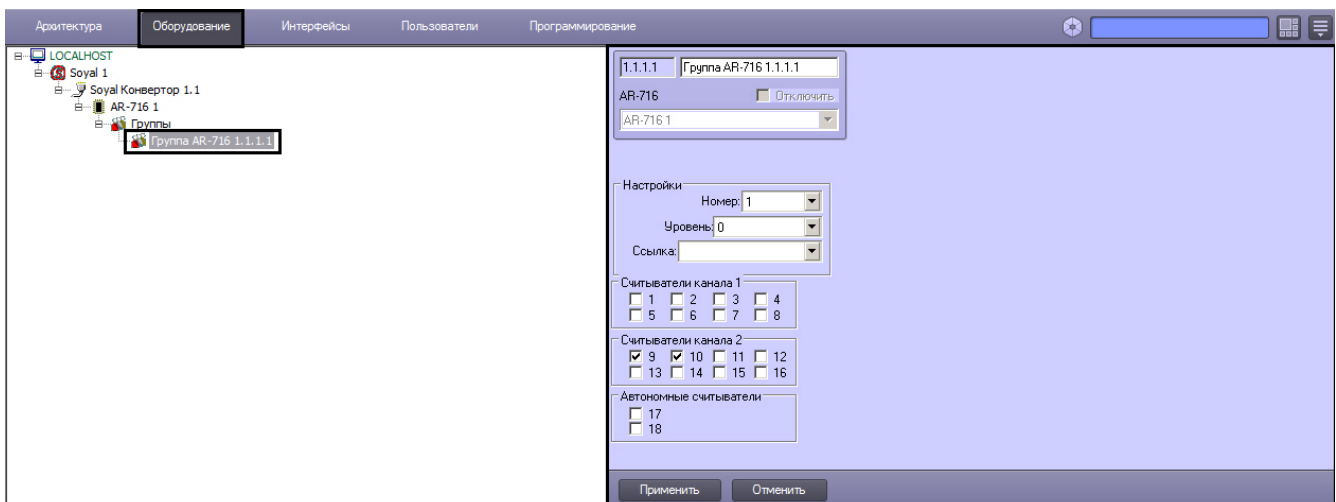 Архитектура Оборудование Интерфейсы Пользователи Программирование
LOCALHOST
Soyal 1
Soyal Конвертор 1.1
AR-716 1
Группы
Группа AR-716 1.1.1.1
1.1.1.1 Группа AR-716 1.1.1.1
AR-716 Отключить
AR-716 1
Настройки
Номер: 1
Уровень: 0
Ссылка:
Считыватели канала 1
1 2 3 4
5 6 7 8
Считыватели канала 2
9 10 11 12
13 14 15 16
Автономные считыватели
17
18
Применить Отменить